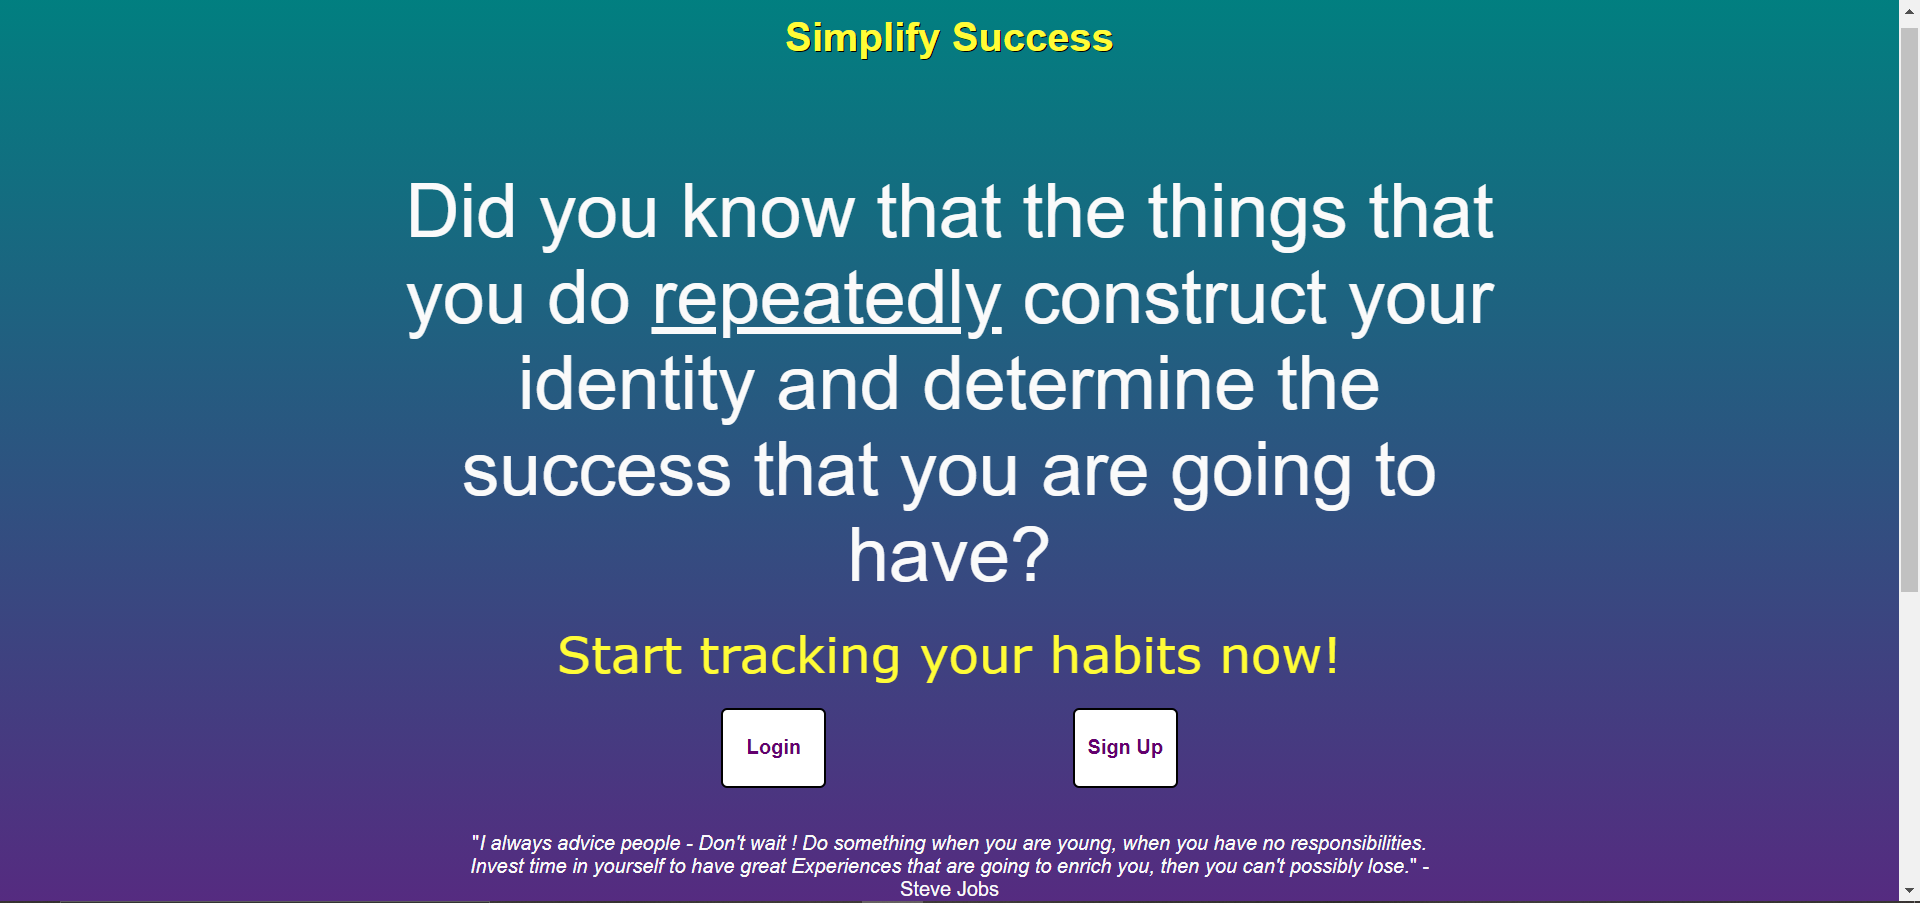 Simplify Success
Did you know that the things that
you do repeatedly construct your
identity and determine the
success that you are going to
have?
Start tracking your habits now!
Login
Sign Up
"I always advice people - Don't wait ! Do something when you are young, when you have no responsibilities.
Invest time in yourself to have great Experiences that are going to enrich you, then you can't possibly lose." -
Steve Jobs